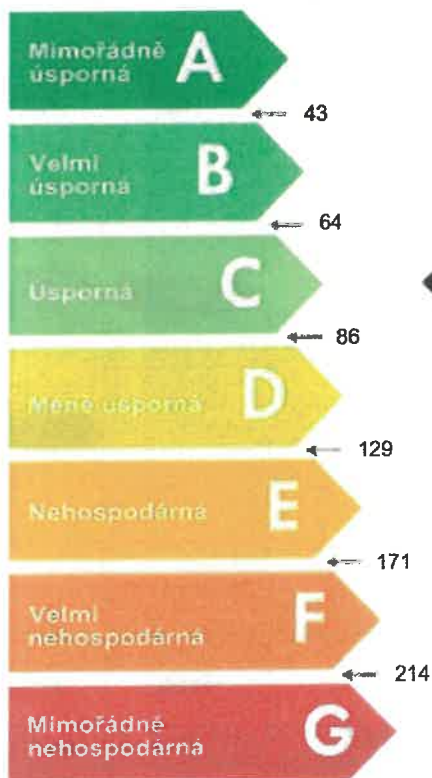 Mimořádně
úsporná
A
43
Velmi
úsporná
B
64
Úsporná
C
86
Méně úsporná
D
129
Nehospodárná
E
171
Velmi
nehospodárná
F
214
Mimořádně
nehospodárná
G